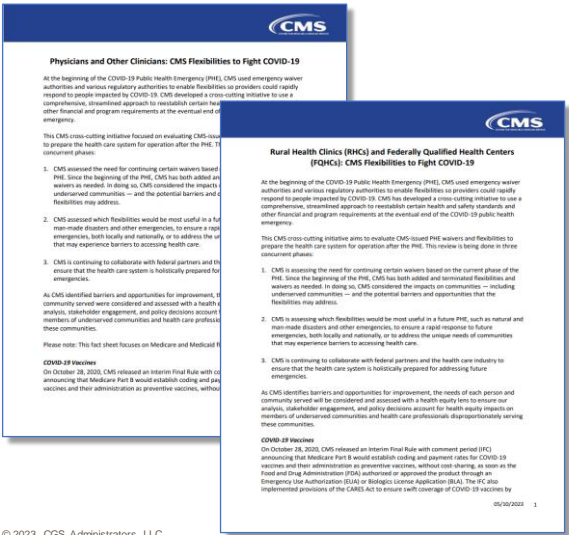 CMS
Physicians and Other Clinicians: CMS Flexibilities to Fight COVID-19
At the beginning of the COVID-19 Public Health Emergency (PHE), CMS used emergency waiver
authorities and various regulatory authorities to enable flexibilities so providers could rapidly
respond to people impacted by COVID-19. CMS developed a cross-cutting initiative to use a
comprehensive, streamlined approach to reestablish certain hea
other financial and program requirements at the eventual end of
emergency.
This CMS cross-cutting initiative focused on evaluating CMS-issue
to prepare the health care system for operation after the PHE. T
concurrent phases:
1. CMS assessed the need for continuing certain waivers based
PHE. Since the beginning of the PHE, CMS has both added an
waivers as needed. In doing so, CMS considered the impacts
underserved communities — and the potential barriers and
flexibilities may address.
2. CMS assessed which flexibilities would be most useful in a fut
man-made disasters and other emergencies, to ensure a rapi
emergencies, both locally and nationally, or to address the un
that may experience barriers to accessing health care.
3. CMS is continuing to collaborate with federal partners and th
ensure that the health care system is holistically prepared for
emergencies.
As CMS identified barriers and opportunities for improvement, th
community served were considered and assessed with a health e
analysis, stakeholder engagement, and policy decisions account f
members of underserved communities and health care professio
these communities.
Please note: This fact sheet focuses on Medicare and Medicaid fl
COVID-19 Vaccines
On October 28, 2020, CMS released an Interim Final Rule with co
announcing that Medicare Part B would establish coding and pay
vaccines and their administration as preventive vaccines, withou
CMS
Rural Health Clinics (RHCs) and Federally Qualified Health Centers
(FQHCs): CMS Flexibilities to Fight COVID-19
At the beginning of the COVID-19 Public Health Emergency (PHE), CMS used emergency waiver
authorities and various regulatory authorities to enable flexibilities so providers could rapidly
respond to people impacted by COVID-19. CMS has developed a cross-cutting initiative to use a
comprehensive, streamlined approach to reestablish certain health and safety standards and
other financial and program requirements at the eventual end of the COVID-19 public health
emergency.
This CMS cross-cutting initiative aims to evaluate CMS-issued PHE waivers and flexibilities to
prepare the health care system for operation after the PHE. This review is being done in three
concurrent phases:
1. CMS is assessing the need for continuing certain waivers based on the current phase of the
PHE. Since the beginning of the PHE, CMS has both added and terminated flexibilities and
waivers as needed. In doing so, CMS considered the impacts on communities — including
underserved communities — and the potential barriers and opportunities that the
flexibilities may address.
2. CMS is assessing which flexibilities would be most useful in a future PHE, such as natural and
man-made disasters and other emergencies, to ensure a rapid response to future
emergencies, both locally and nationally, or to address the unique needs of communities
that may experience barriers to accessing health care.
3. CMS is continuing to collaborate with federal partners and the health care industry to
ensure that the health care system is holistically prepared for addressing future
emergencies.
As CMS identifies barriers and opportunities for improvement, the needs of each person and
community served will be considered and assessed with a health equity lens to ensure our
analysis, stakeholder engagement, and policy decisions account for health equity impacts on
members of underserved communities and health care professionals disproportionately serving
these communities.
COVID-19 Vaccines
On October 28, 2020, CMS released an Interim Final Rule with comment period (IFC)
announcing that Medicare Part B would establish coding and payment rates for COVID-19
vaccines and their administration as preventive vaccines, without cost-sharing, as soon as the
Food and Drug Administration (FDA) authorized or approved the product through an
Emergency Use Authorization (EUA) or Biologics License Application (BLA). The IFC also
implemented provisions of the CARES Act to ensure swift coverage of COVID-19 vaccines by
05/10/2023 1
© 2023 CGS Administrators, LLC